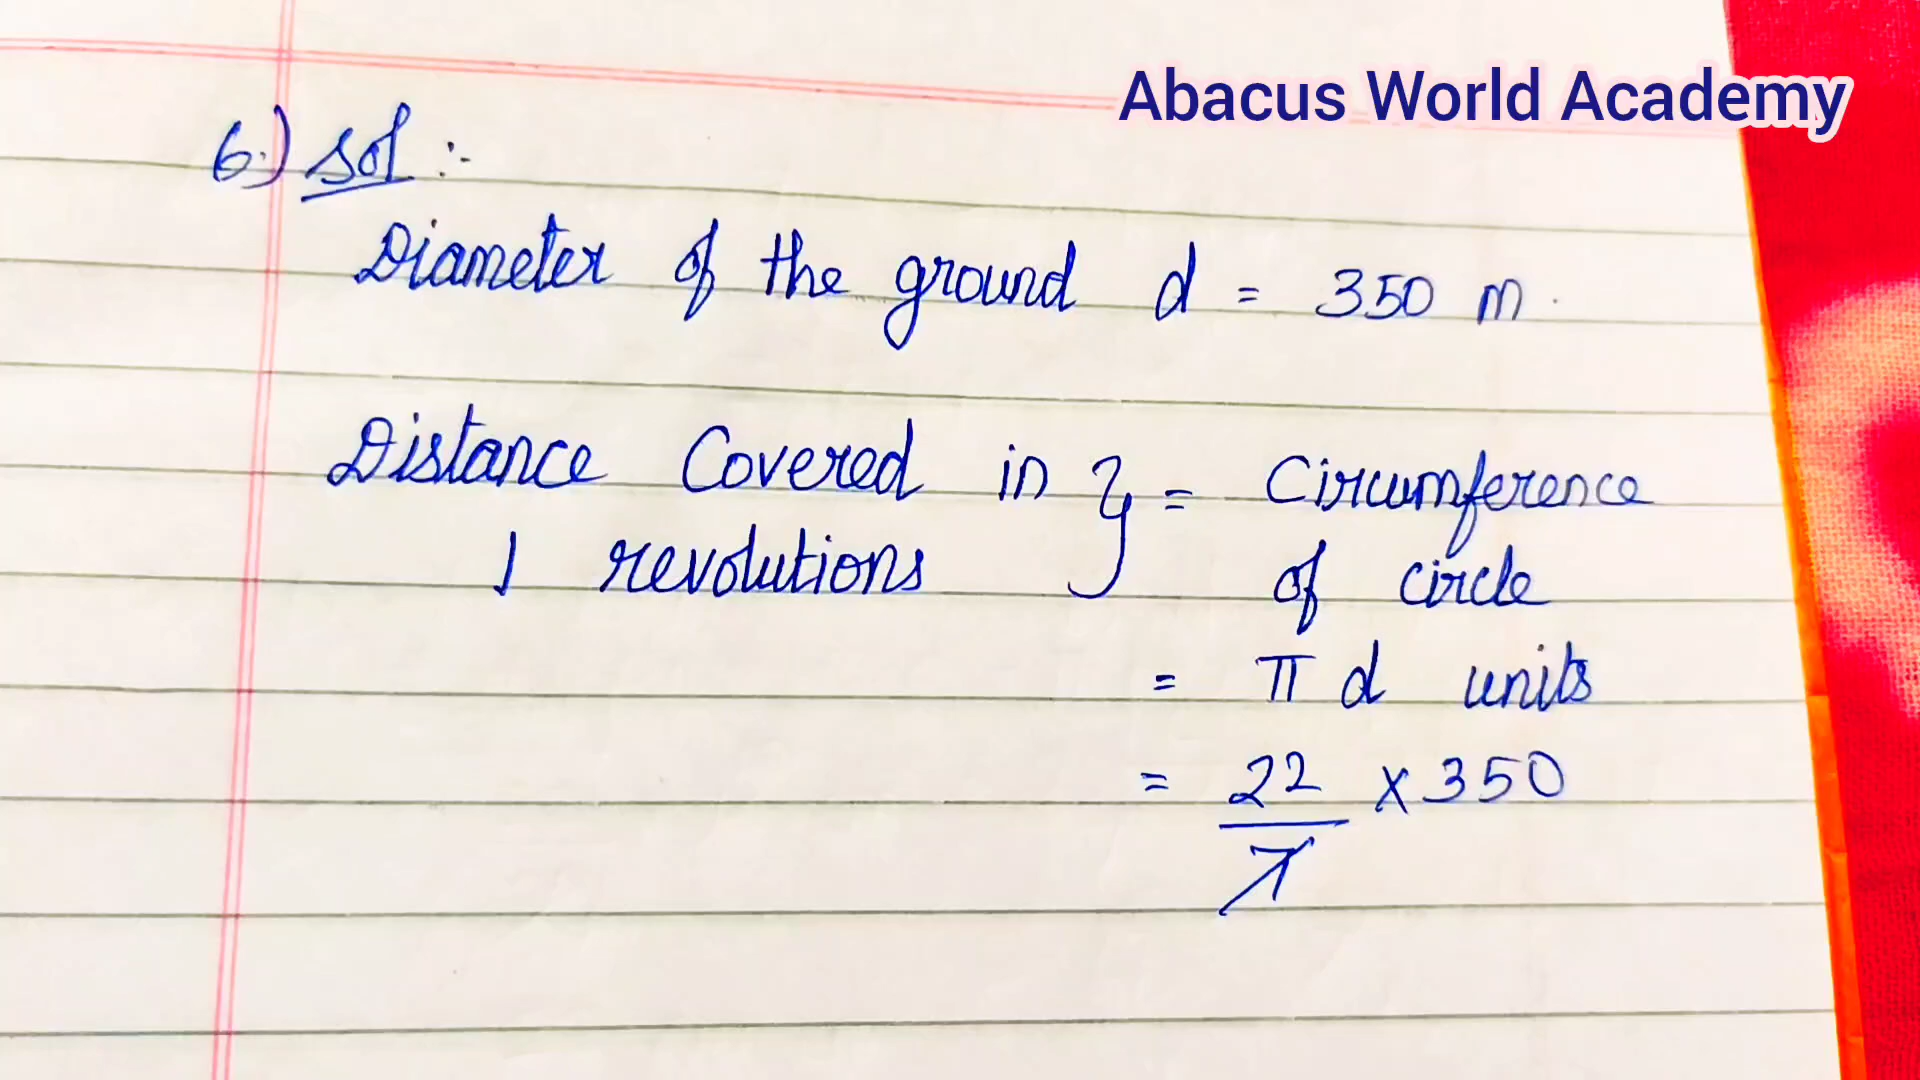 Abacus World Academy
6.) Sol :-
Diameter of the ground d = 350 m.
Distance Covered in } = Circumference
1 revolutions of circle
= π d units
= 22/7 × 350